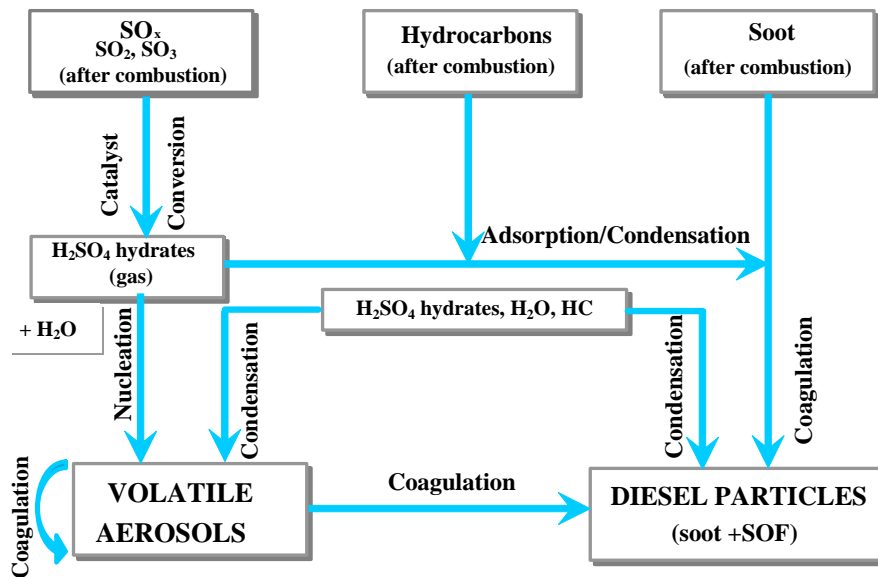 SOₓ
SO₂, SO₃
(after combustion)
Hydrocarbons
(after combustion)
Soot
(after combustion)
Catalyst
Conversion
H₂SO₄ hydrates
(gas)
Adsorption/Condensation
+ H₂O
Nucleation
H₂SO₄ hydrates, H₂O, HC
Condensation
Condensation
Coagulation
Coagulation
VOLATILE
AEROSOLS
Coagulation
DIESEL PARTICLES
(soot +SOF)